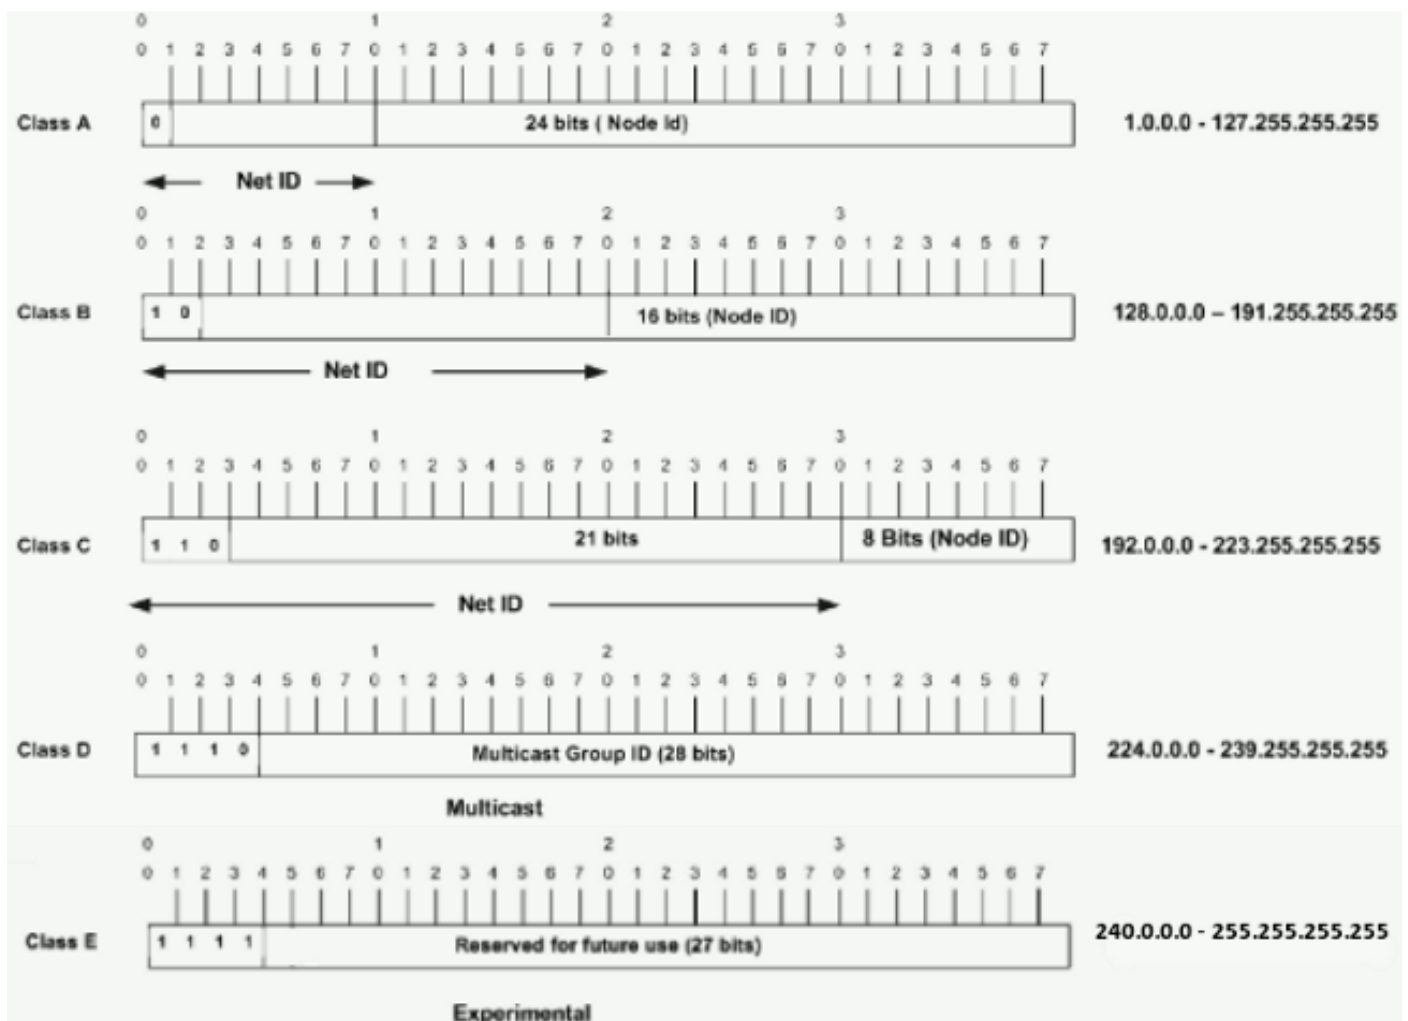 0 1 2 3
0 1 2 3 4 5 6 7 0 1 2 3 4 5 6 7 0 1 2 3 4 5 6 7 0 1 2 3 4 5 6 7
Class A 0 24 bits ( Node Id) 1.0.0.0 - 127.255.255.255
Net ID
0 1 2 3
0 1 2 3 4 5 6 7 0 1 2 3 4 5 6 7 0 1 2 3 4 5 6 7 0 1 2 3 4 5 6 7
Class B 1 0 16 bits (Node ID) 128.0.0.0 – 191.255.255.255
Net ID
0 1 2 3
0 1 2 3 4 5 6 7 0 1 2 3 4 5 6 7 0 1 2 3 4 5 6 7 0 1 2 3 4 5 6 7
Class C 1 1 0 21 bits 8 Bits (Node ID) 192.0.0.0 - 223.255.255.255
Net ID
0 1 2 3
0 1 2 3 4 5 6 7 0 1 2 3 4 5 6 7 0 1 2 3 4 5 6 7 0 1 2 3 4 5 6 7
Class D 1 1 1 0 Multicast Group ID (28 bits) 224.0.0.0 - 239.255.255.255
Multicast
0 1 2 3
0 1 2 3 4 5 6 7 0 1 2 3 4 5 6 7 0 1 2 3 4 5 6 7 0 1 2 3 4 5 6 7
Class E 1 1 1 1 Reserved for future use (27 bits) 240.0.0.0 - 255.255.255.255
Experimental